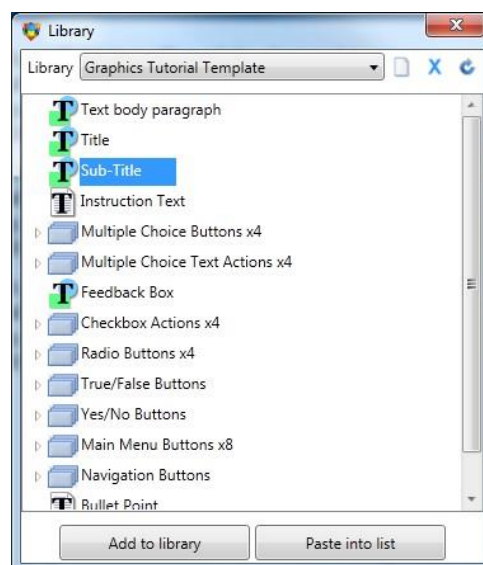 Library
Library Graphics Tutorial Template
Text body paragraph
Title
Sub-Title
Instruction Text
Multiple Choice Buttons x4
Multiple Choice Text Actions x4
Feedback Box
Checkbox Actions x4
Radio Buttons x4
True/False Buttons
Yes/No Buttons
Main Menu Buttons x8
Navigation Buttons
Bullet Point
Add to library Paste into list